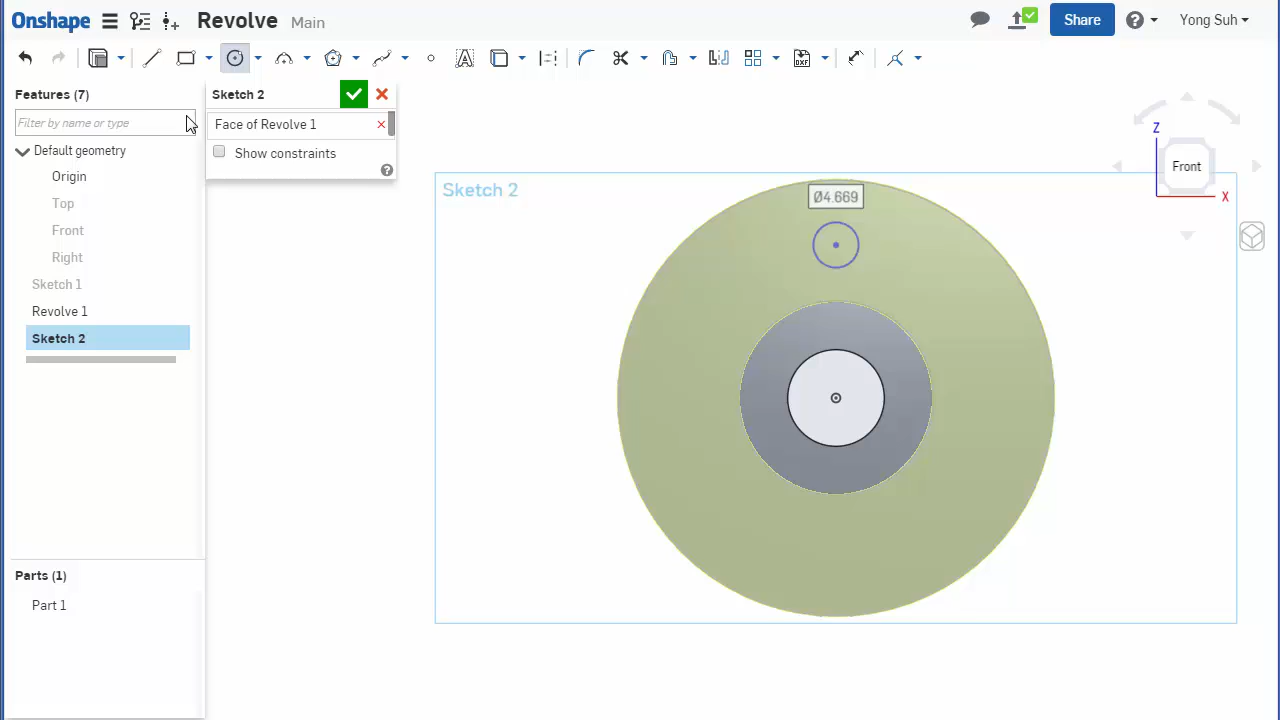 Onshape Revolve Main Share Yong Suh
Features (7)
Filter by name or type
Default geometry
Origin
Top
Front
Right
Sketch 1
Revolve 1
Sketch 2
Parts (1)
Part 1
Sketch 2
Face of Revolve 1
Show constraints
Sketch 2
Ø4.669
Z
Front
X
A
DXF